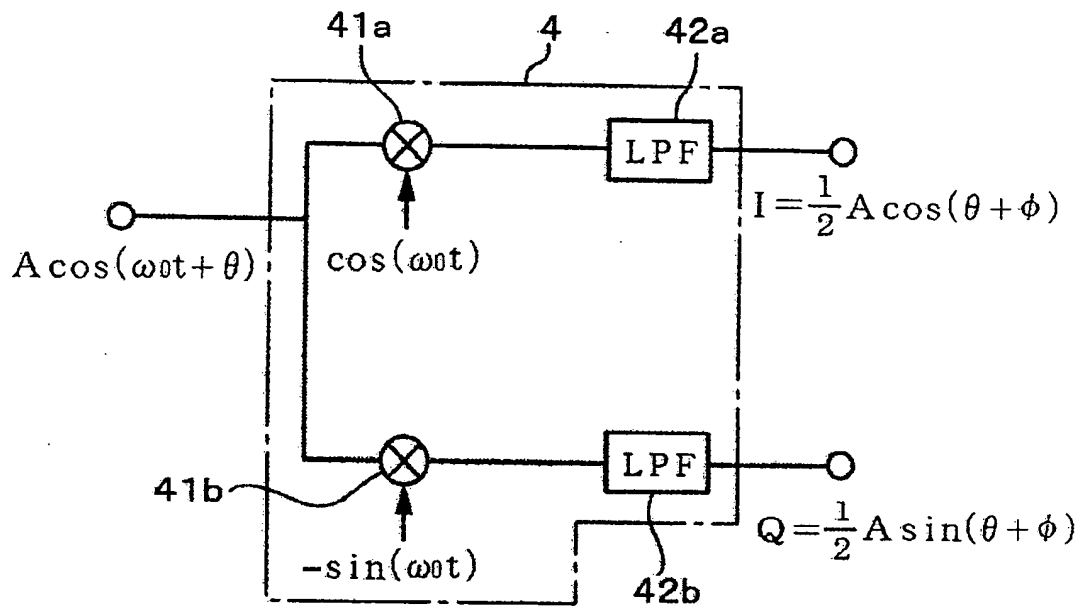 41a
4
42a
LPF
I=1/2 A cos(θ+ϕ)
A cos(ω0t+θ)
cos(ω0t)
41b
LPF
Q=1/2 A sin(θ+ϕ)
-sin(ω0t)
42b